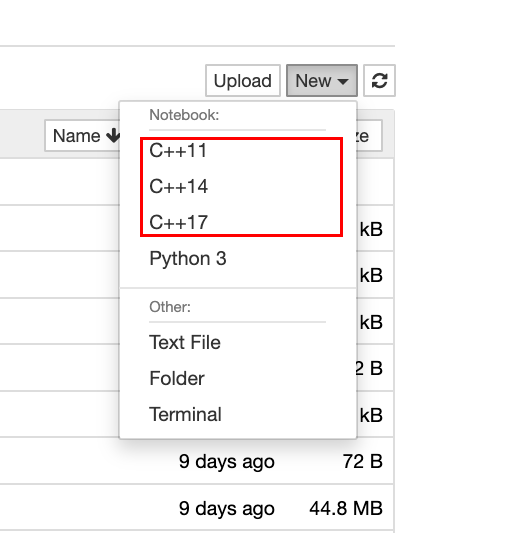 Upload New
Name ze
Notebook:
C++11
C++14
C++17
Python 3
kB
kB
kB
2 B
kB
Other:
Text File
Folder
Terminal
9 days ago 72 B
9 days ago 44.8 MB